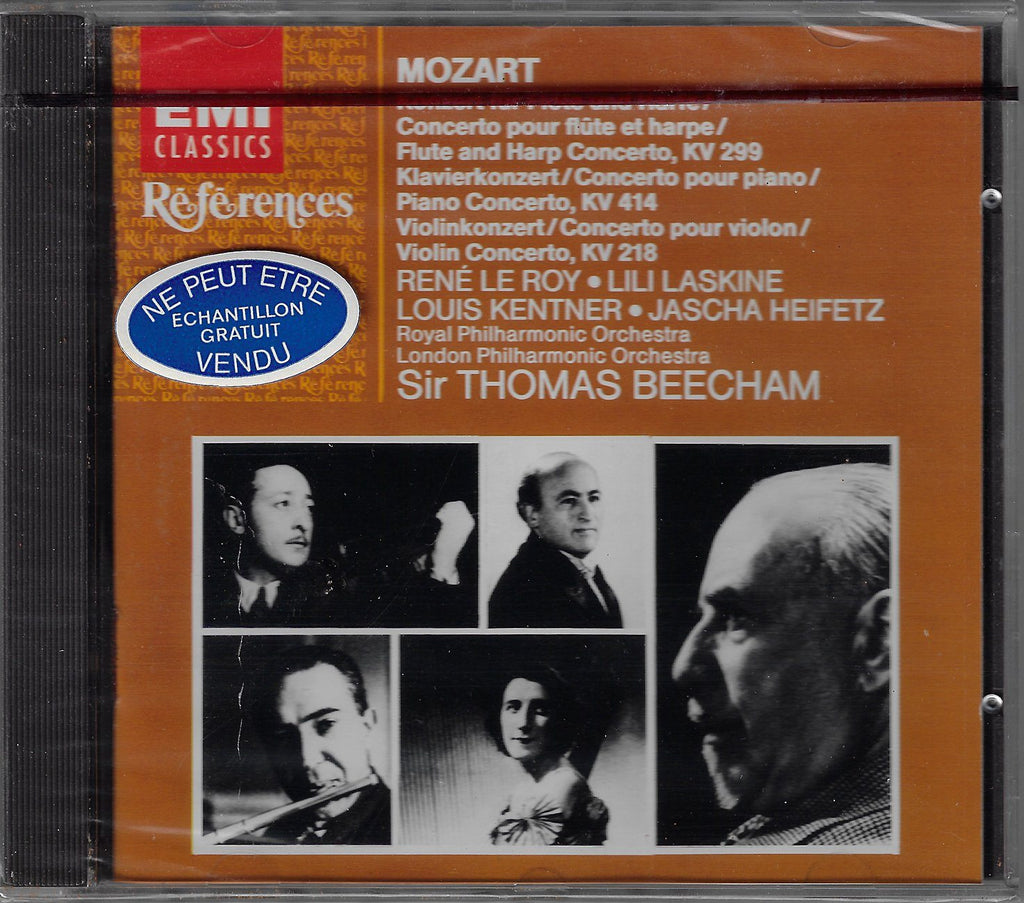 EMI
CLASSICS
Références
NE PEUT ETRE
ECHANTILLON
GRATUIT
VENDU
MOZART
Concerto pour flûte et harpe/
Flute and Harp Concerto, KV 299
Klavierkonzert/Concerto pour piano/
Piano Concerto, KV 414
Violinkonzert/Concerto pour violon/
Violin Concerto, KV 218
RENÉ LE ROY • LILI LASKINE
LOUIS KENTNER • JASCHA HEIFETZ
Royal Philharmonic Orchestra
London Philharmonic Orchestra
Sir THOMAS BEECHAM